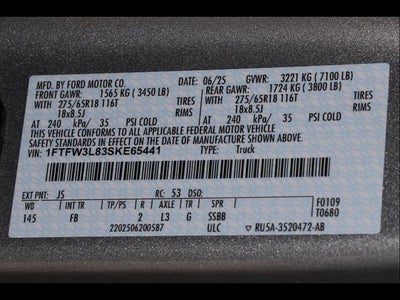 MFD. BY FORD MOTOR CO. DATE: 06/25 GVWR: 3221 KG ( 7100 LB)
FRONT GAWR: 1565 KG ( 3450 LB) REAR GAWR: 1724 KG ( 3800 LB)
275/65R18 116T TIRES WITH 275/65R18 116T TIRES
18x8.5J RIMS 18x8.5J RIMS
AT 240 kPa/ 35 PSI COLD AT 240 kPa/ 35 PSI COLD
THIS VEHICLE CONFORMS TO ALL APPLICABLE FEDERAL MOTOR VEHICLE
SAFETY STANDARDS IN EFFECT ON THE DATE OF MANUFACTURE SHOWN ABOVE.
1FTFW3L83SKE65441 TYPE: Truck
EXT PNT: JS RC: 53 DSO: F0109
WB INT TR TP/PS R AXLE TR SPR T0680
145 FB 2 L3 G SSBB
2202506200587 ULC RU5A-3520472-AB